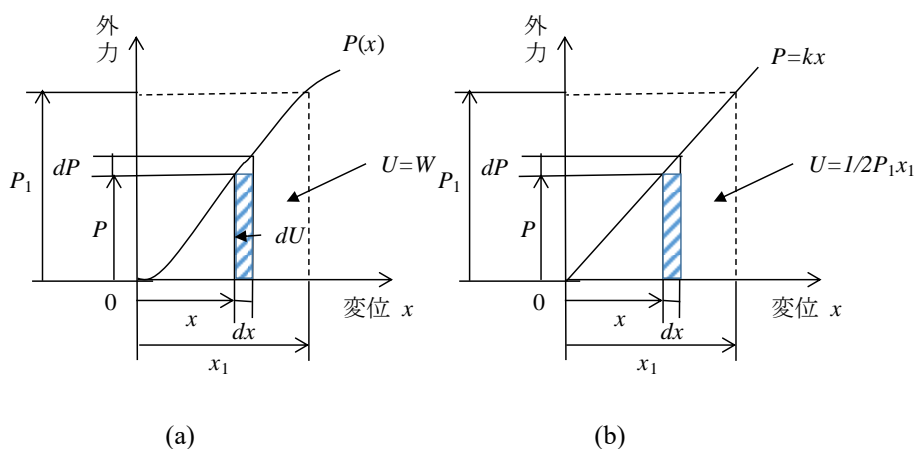 外
力
P(x)
dP
P₁
P
U=W
dU
0
x
dx
変位 x
x₁
(a)
外
力
P=kx
dP
P₁
P
U=1/2P₁x₁
0
x
dx
変位 x
x₁
(b)